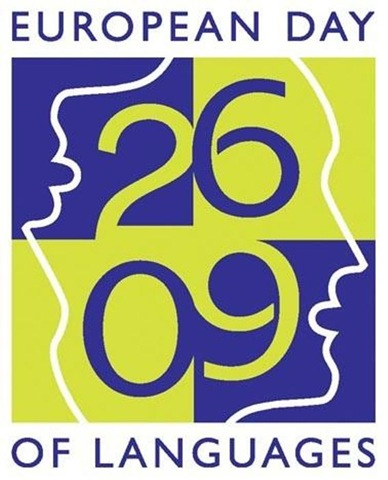 EUROPEAN DAY
26
09
OF LANGUAGES